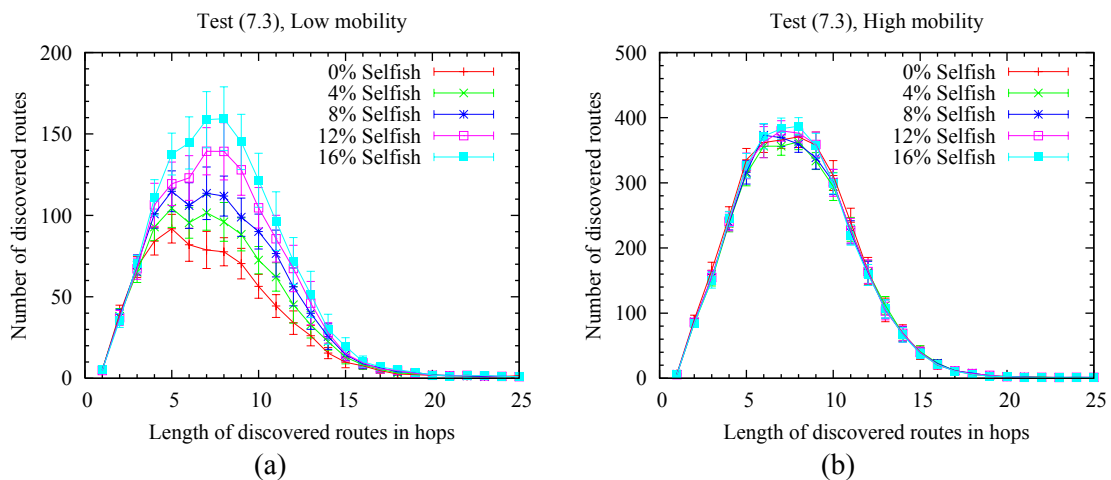 Test (7.3), Low mobility
200
150
100
50
0
Number of discovered routes
0% Selfish
4% Selfish
8% Selfish
12% Selfish
16% Selfish
0 5 10 15 20 25
Length of discovered routes in hops
(a)
Test (7.3), High mobility
500
400
300
200
100
0
Number of discovered routes
0% Selfish
4% Selfish
8% Selfish
12% Selfish
16% Selfish
0 5 10 15 20 25
Length of discovered routes in hops
(b)